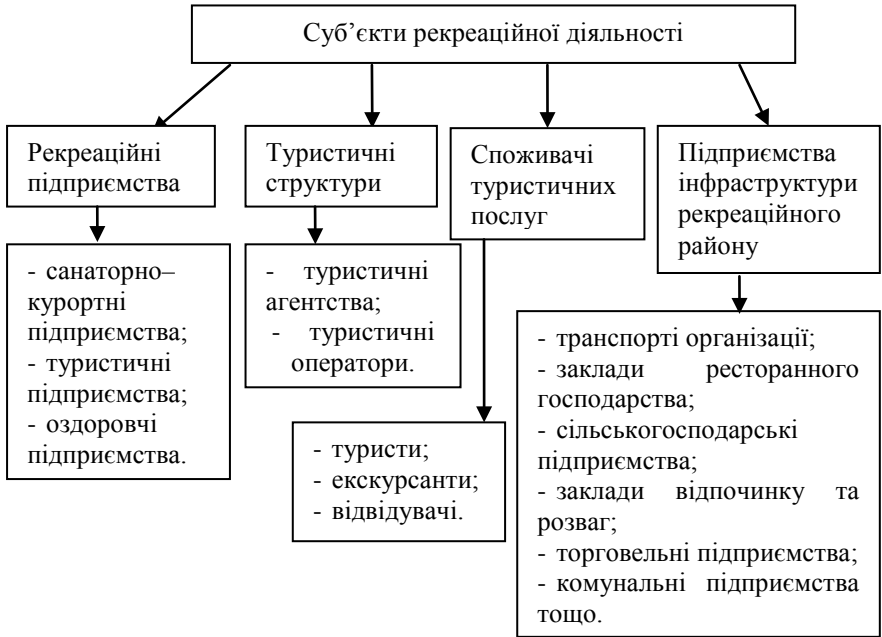 Суб’єкти рекреаційної діяльності
Рекреаційні
підприємства
Туристичні
структури
Споживачі
туристичних
послуг
Підприємства
інфраструктури
рекреаційного
району
- санаторно–
курортні
підприємства;
- туристичні
підприємства;
- оздоровчі
підприємства.
- туристичні
агентства;
- туристичні
оператори.
- туристи;
- екскурсанти;
- відвідувачі.
- транспорті організації;
- заклади ресторанного
господарства;
- сільськогосподарські
підприємства;
- заклади відпочинку та
розваг;
- торговельні підприємства;
- комунальні підприємства
тощо.